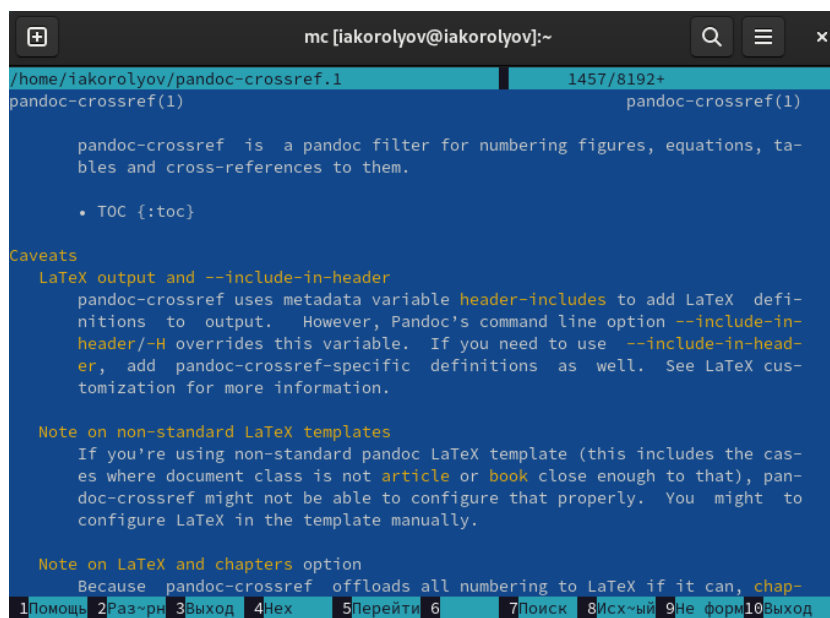 mc [iakorolyov@iakorolyov]:~
/home/iakorolyov/pandoc-crossref.1 1457/8192+
pandoc-crossref(1) pandoc-crossref(1)
pandoc-crossref is a pandoc filter for numbering figures, equations, ta-
bles and cross-references to them.
• TOC {:toc}
Caveats
LaTeX output and --include-in-header
pandoc-crossref uses metadata variable header-includes to add LaTeX defi-
nitions to output. However, Pandoc's command line option --include-in-
header/-H overrides this variable. If you need to use --include-in-head-
er, add pandoc-crossref-specific definitions as well. See LaTeX cus-
tomization for more information.
Note on non-standard LaTeX templates
If you're using non-standard pandoc LaTeX template (this includes the cas-
es where document class is not article or book close enough to that), pan-
doc-crossref might not be able to configure that properly. You might to
configure LaTeX in the template manually.
Note on LaTeX and chapters option
Because pandoc-crossref offloads all numbering to LaTeX if it can, chap-
1Помощь 2Раз~рн 3Выход 4Hex 5Перейти 6 7Поиск 8Исх~ый 9Не форм10Выход